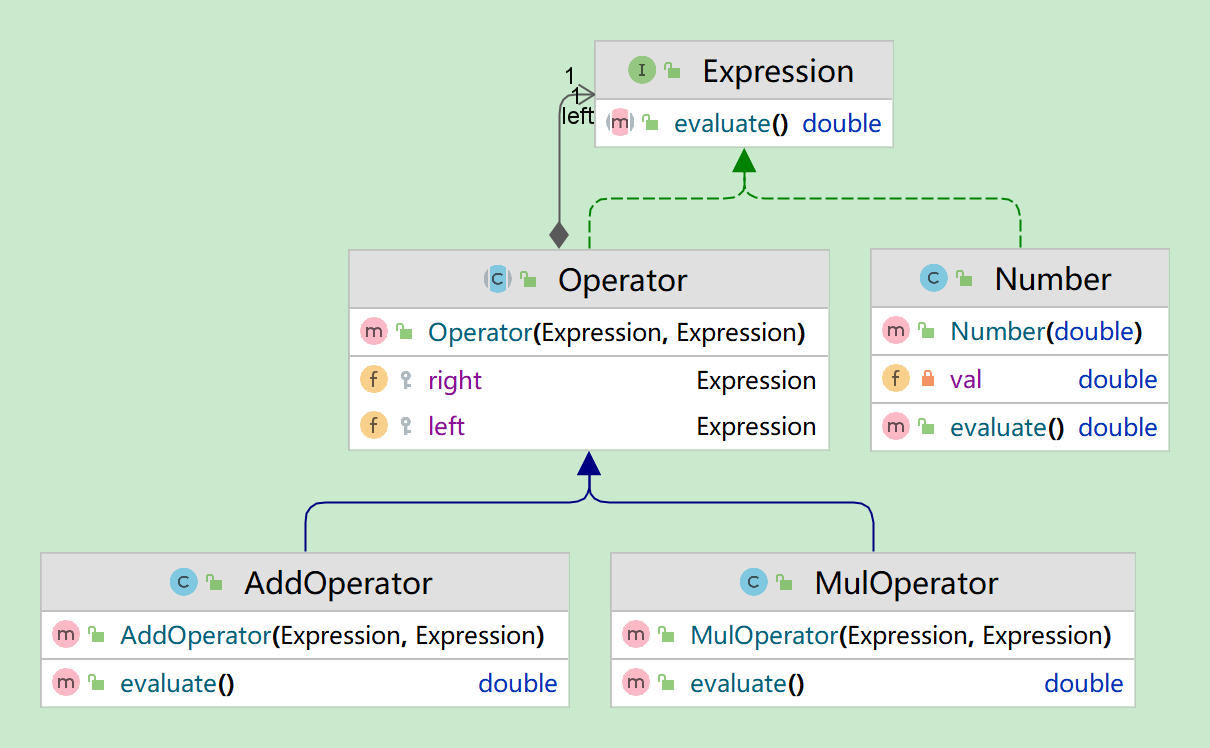 I Expression
m evaluate() double
1
1
left
C Operator
m Operator(Expression, Expression)
f right Expression
f left Expression
C Number
m Number(double)
f val double
m evaluate() double
C AddOperator
m AddOperator(Expression, Expression)
m evaluate() double
C MulOperator
m MulOperator(Expression, Expression)
m evaluate() double